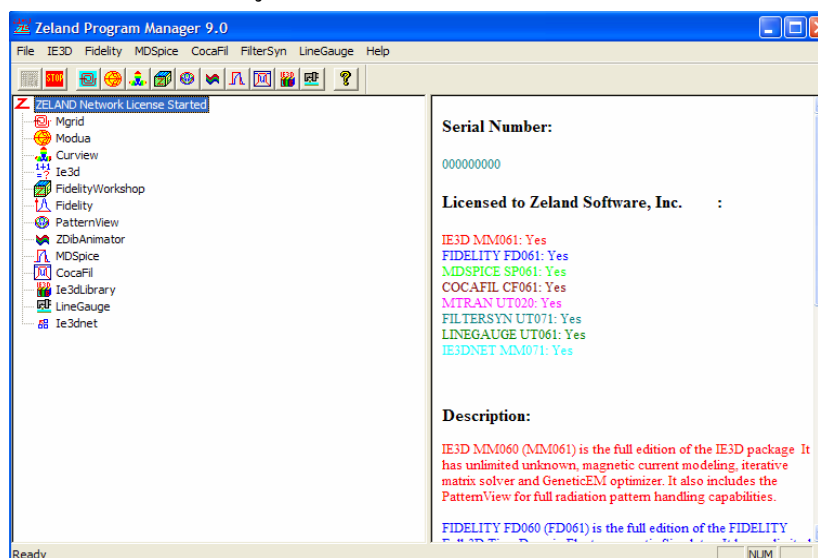 Zeland Program Manager 9.0
File IE3D Fidelity MDSpice CocaFil FilterSyn LineGauge Help
STOP
ZELAND Network License Started
Mgrid
Modua
Curview
Ie3d
FidelityWorkshop
Fidelity
PatternView
ZDibAnimator
MDSpice
CocaFil
Ie3dLibrary
LineGauge
Ie3dnet
Serial Number:
000000000
Licensed to Zeland Software, Inc. :
IE3D MM061: Yes
FIDELITY FD061: Yes
MDSPICE SP061: Yes
COCAFIL CF061: Yes
MTRAN UT020: Yes
FILTERSYN UT071: Yes
LINEGAUGE UT061: Yes
IE3DNET MM071: Yes
Description:
IE3D MM060 (MM061) is the full edition of the IE3D package It
has unlimited unknown, magnetic current modeling, iterative
matrix solver and GeneticEM optimizer. It also includes the
PatternView for full radiation pattern handling capabilities.
FIDELITY FD060 (FD061) is the full edition of the FIDELITY
Ready
NUM